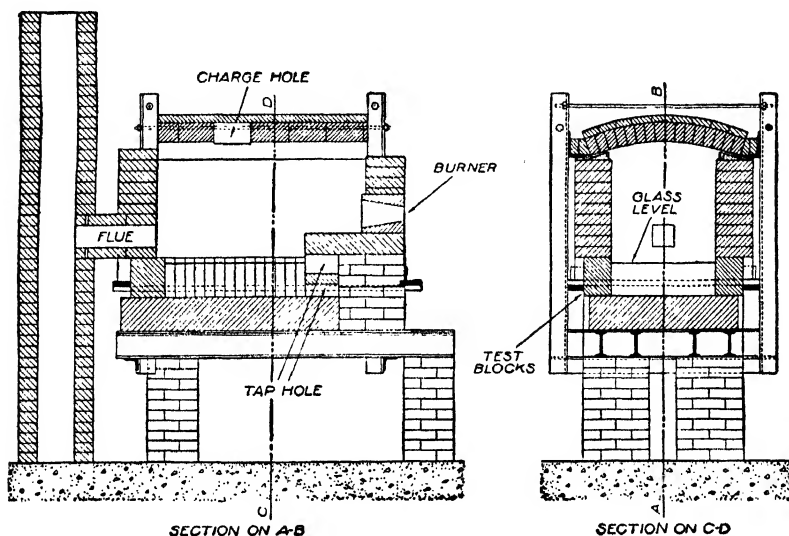 CHARGE HOLE
D
BURNER
FLUE
TAP HOLE
C
SECTION ON A-B
B
GLASS
LEVEL
TEST
BLOCKS
A
SECTION ON C-D